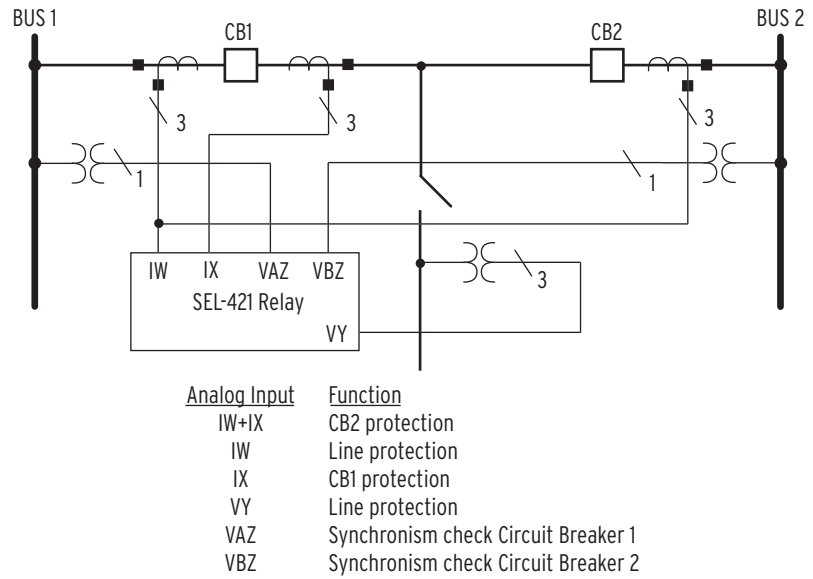 BUS 1
BUS 2
CB1
CB2
3
3
3
1
1
IW IX VAZ VBZ
SEL-421 Relay
VY
3
Analog Input Function
IW+IX CB2 protection
IW Line protection
IX CB1 protection
VY Line protection
VAZ Synchronism check Circuit Breaker 1
VBZ Synchronism check Circuit Breaker 2